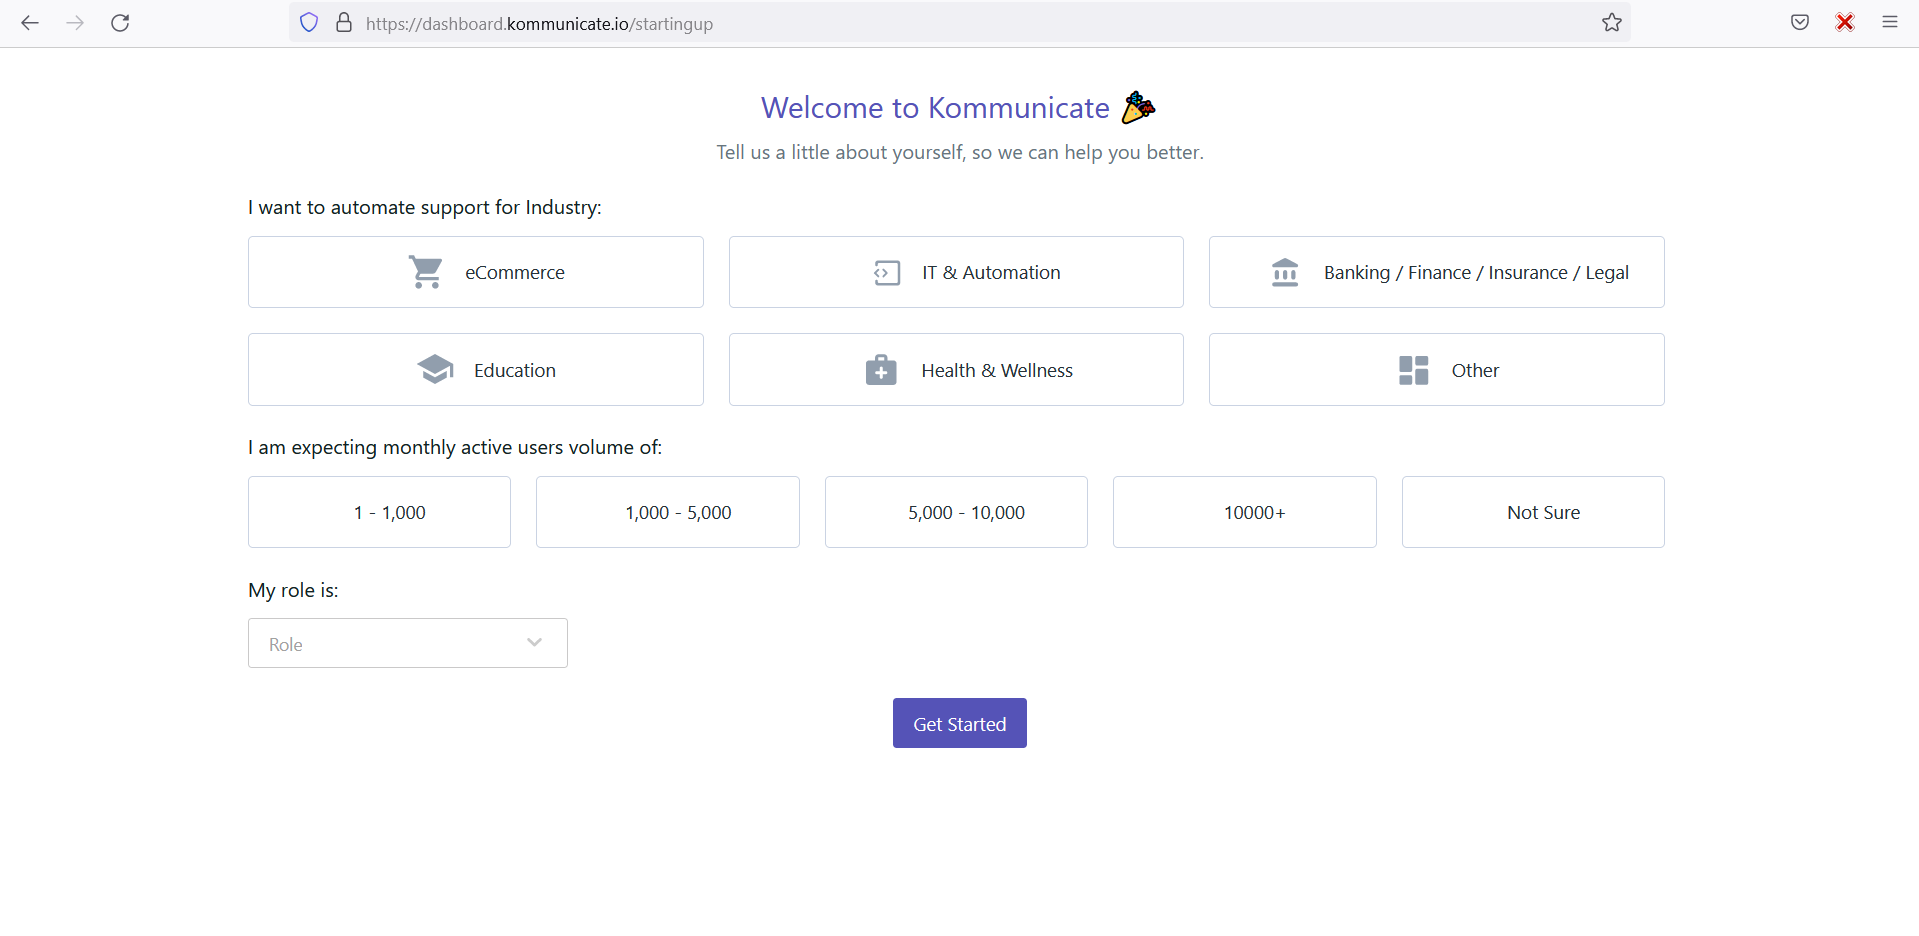 https://dashboard.kommunicate.io/startingup
Welcome to Kommunicate
Tell us a little about yourself, so we can help you better.
I want to automate support for Industry:
eCommerce
IT & Automation
Banking / Finance / Insurance / Legal
Education
Health & Wellness
Other
I am expecting monthly active users volume of:
1 - 1,000
1,000 - 5,000
5,000 - 10,000
10000+
Not Sure
My role is:
Role
Get Started